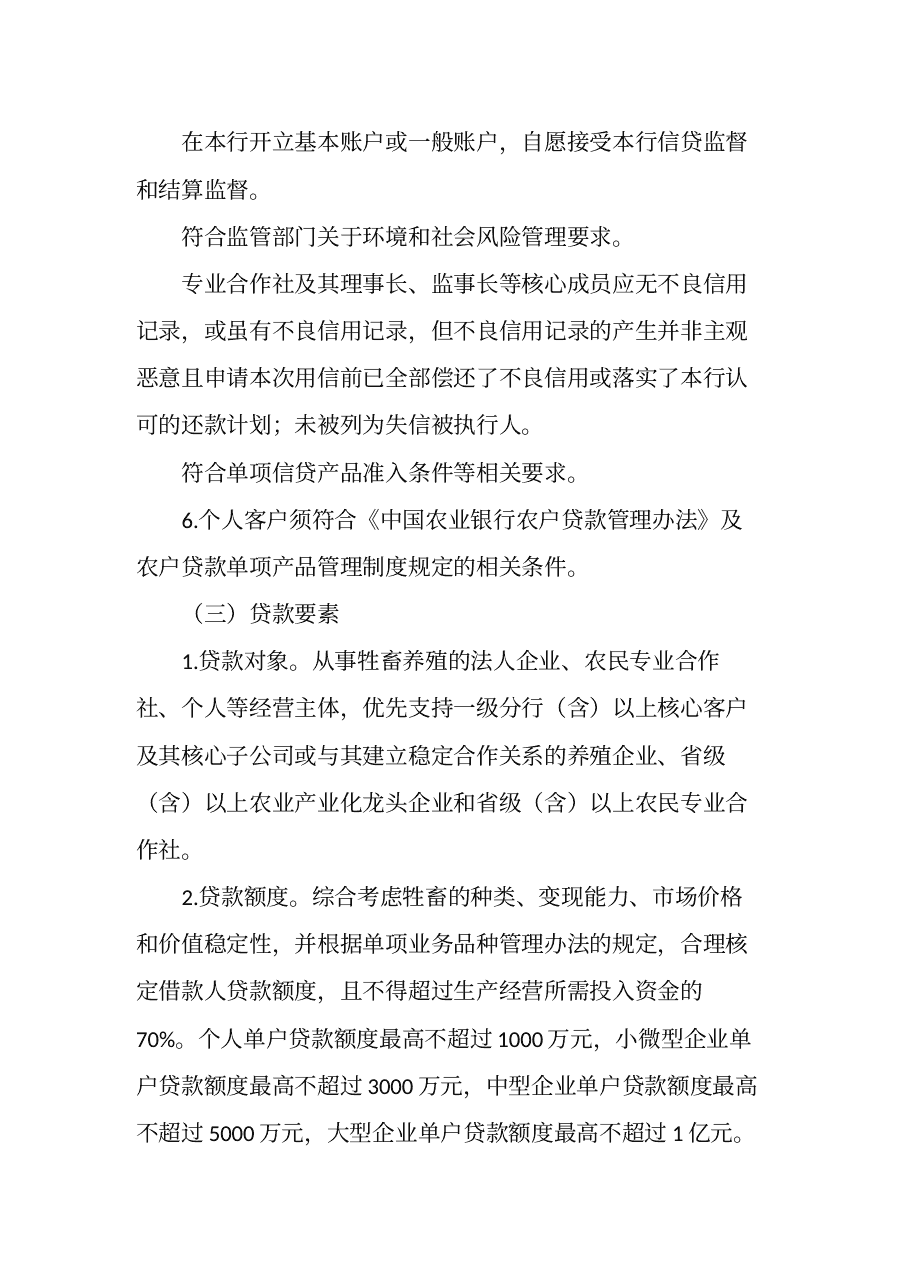 在本行开立基本账户或一般账户，自愿接受本行信贷监督
和结算监督。
符合监管部门关于环境和社会风险管理要求。
专业合作社及其理事长、监事长等核心成员应无不良信用
记录，或虽有不良信用记录，但不良信用记录的产生并非主观
恶意且申请本次用信前已全部偿还了不良信用或落实了本行认
可的还款计划；未被列为失信被执行人。
符合单项信贷产品准入条件等相关要求。
6.个人客户须符合《中国农业银行农户贷款管理办法》及
农户贷款单项产品管理制度规定的相关条件。
（三）贷款要素
1.贷款对象。从事牲畜养殖的法人企业、农民专业合作
社、个人等经营主体，优先支持一级分行（含）以上核心客户
及其核心子公司或与其建立稳定合作关系的养殖企业、省级
（含）以上农业产业化龙头企业和省级（含）以上农民专业合
作社。
2.贷款额度。综合考虑牲畜的种类、变现能力、市场价格
和价值稳定性，并根据单项业务品种管理办法的规定，合理核
定借款人贷款额度，且不得超过生产经营所需投入资金的
70%。个人单户贷款额度最高不超过 1000 万元，小微型企业单
户贷款额度最高不超过 3000 万元，中型企业单户贷款额度最高
不超过 5000 万元，大型企业单户贷款额度最高不超过 1 亿元。